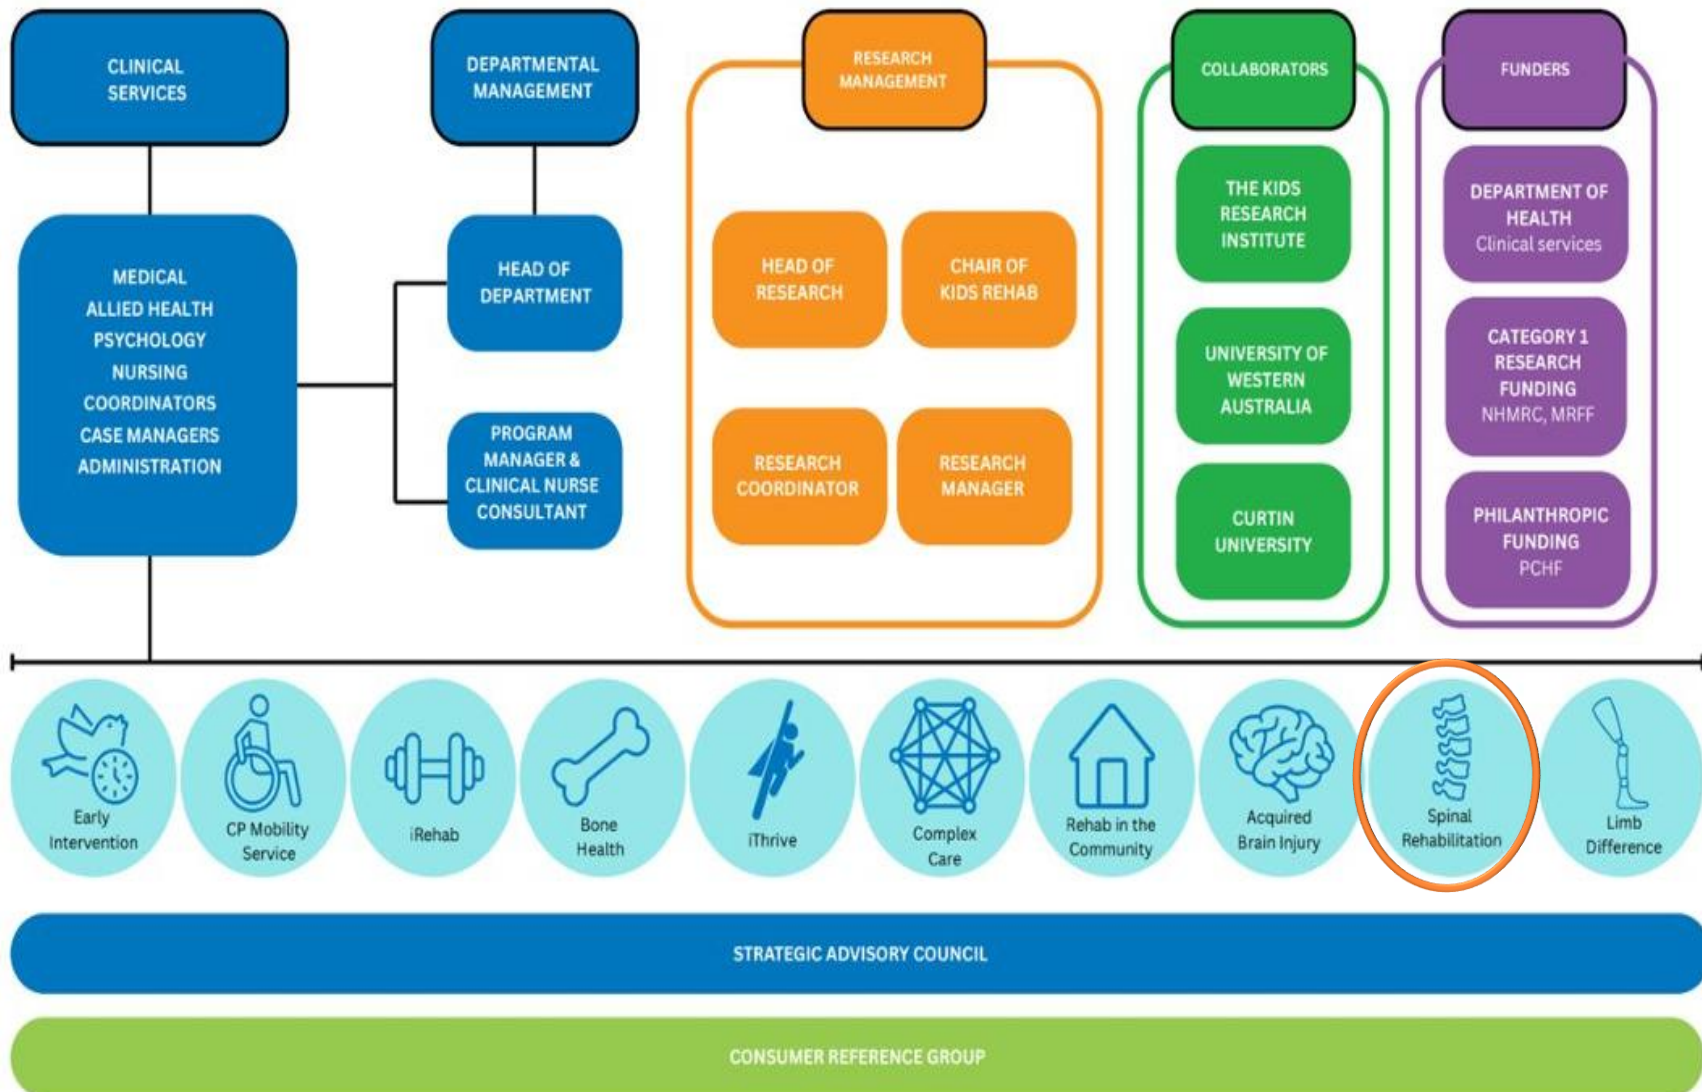 CLINICAL
SERVICES
DEPARTMENTAL
MANAGEMENT
RESEARCH
MANAGEMENT
COLLABORATORS
FUNDERS
MEDICAL
ALLIED HEALTH
PSYCHOLOGY
NURSING
COORDINATORS
CASE MANAGERS
ADMINISTRATION
HEAD OF
DEPARTMENT
PROGRAM
MANAGER &
CLINICAL NURSE
CONSULTANT
HEAD OF
RESEARCH
CHAIR OF
KIDS REHAB
RESEARCH
COORDINATOR
RESEARCH
MANAGER
THE KIDS
RESEARCH
INSTITUTE
UNIVERSITY OF
WESTERN
AUSTRALIA
CURTIN
UNIVERSITY
DEPARTMENT OF
HEALTH
Clinical services
CATEGORY 1
RESEARCH
FUNDING
NHMRC, MRFF
PHILANTHROPIC
FUNDING
PCHF
Early
Intervention
CP Mobility
Service
iRehab
Bone
Health
iThrive
Complex
Care
Rehab in the
Community
Acquired
Brain Injury
Spinal
Rehabilitation
Limb
Difference
STRATEGIC ADVISORY COUNCIL
CONSUMER REFERENCE GROUP